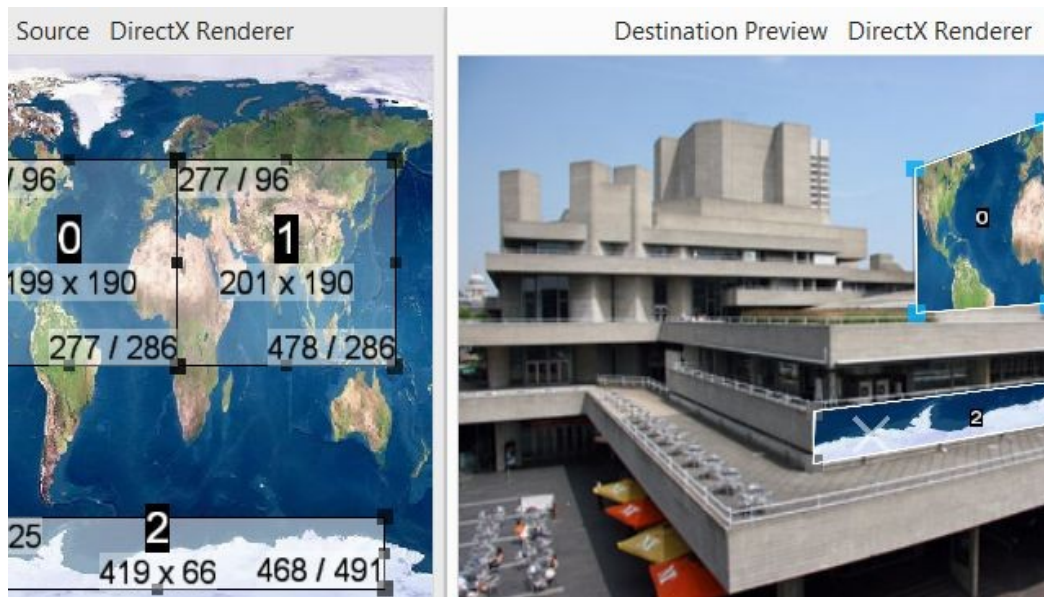 Source DirectX Renderer
Destination Preview DirectX Renderer
/ 96
277 / 96
0
1
199 x 190
201 x 190
277 / 286
478 / 286
0
2
25
2
419 x 66
468 / 491